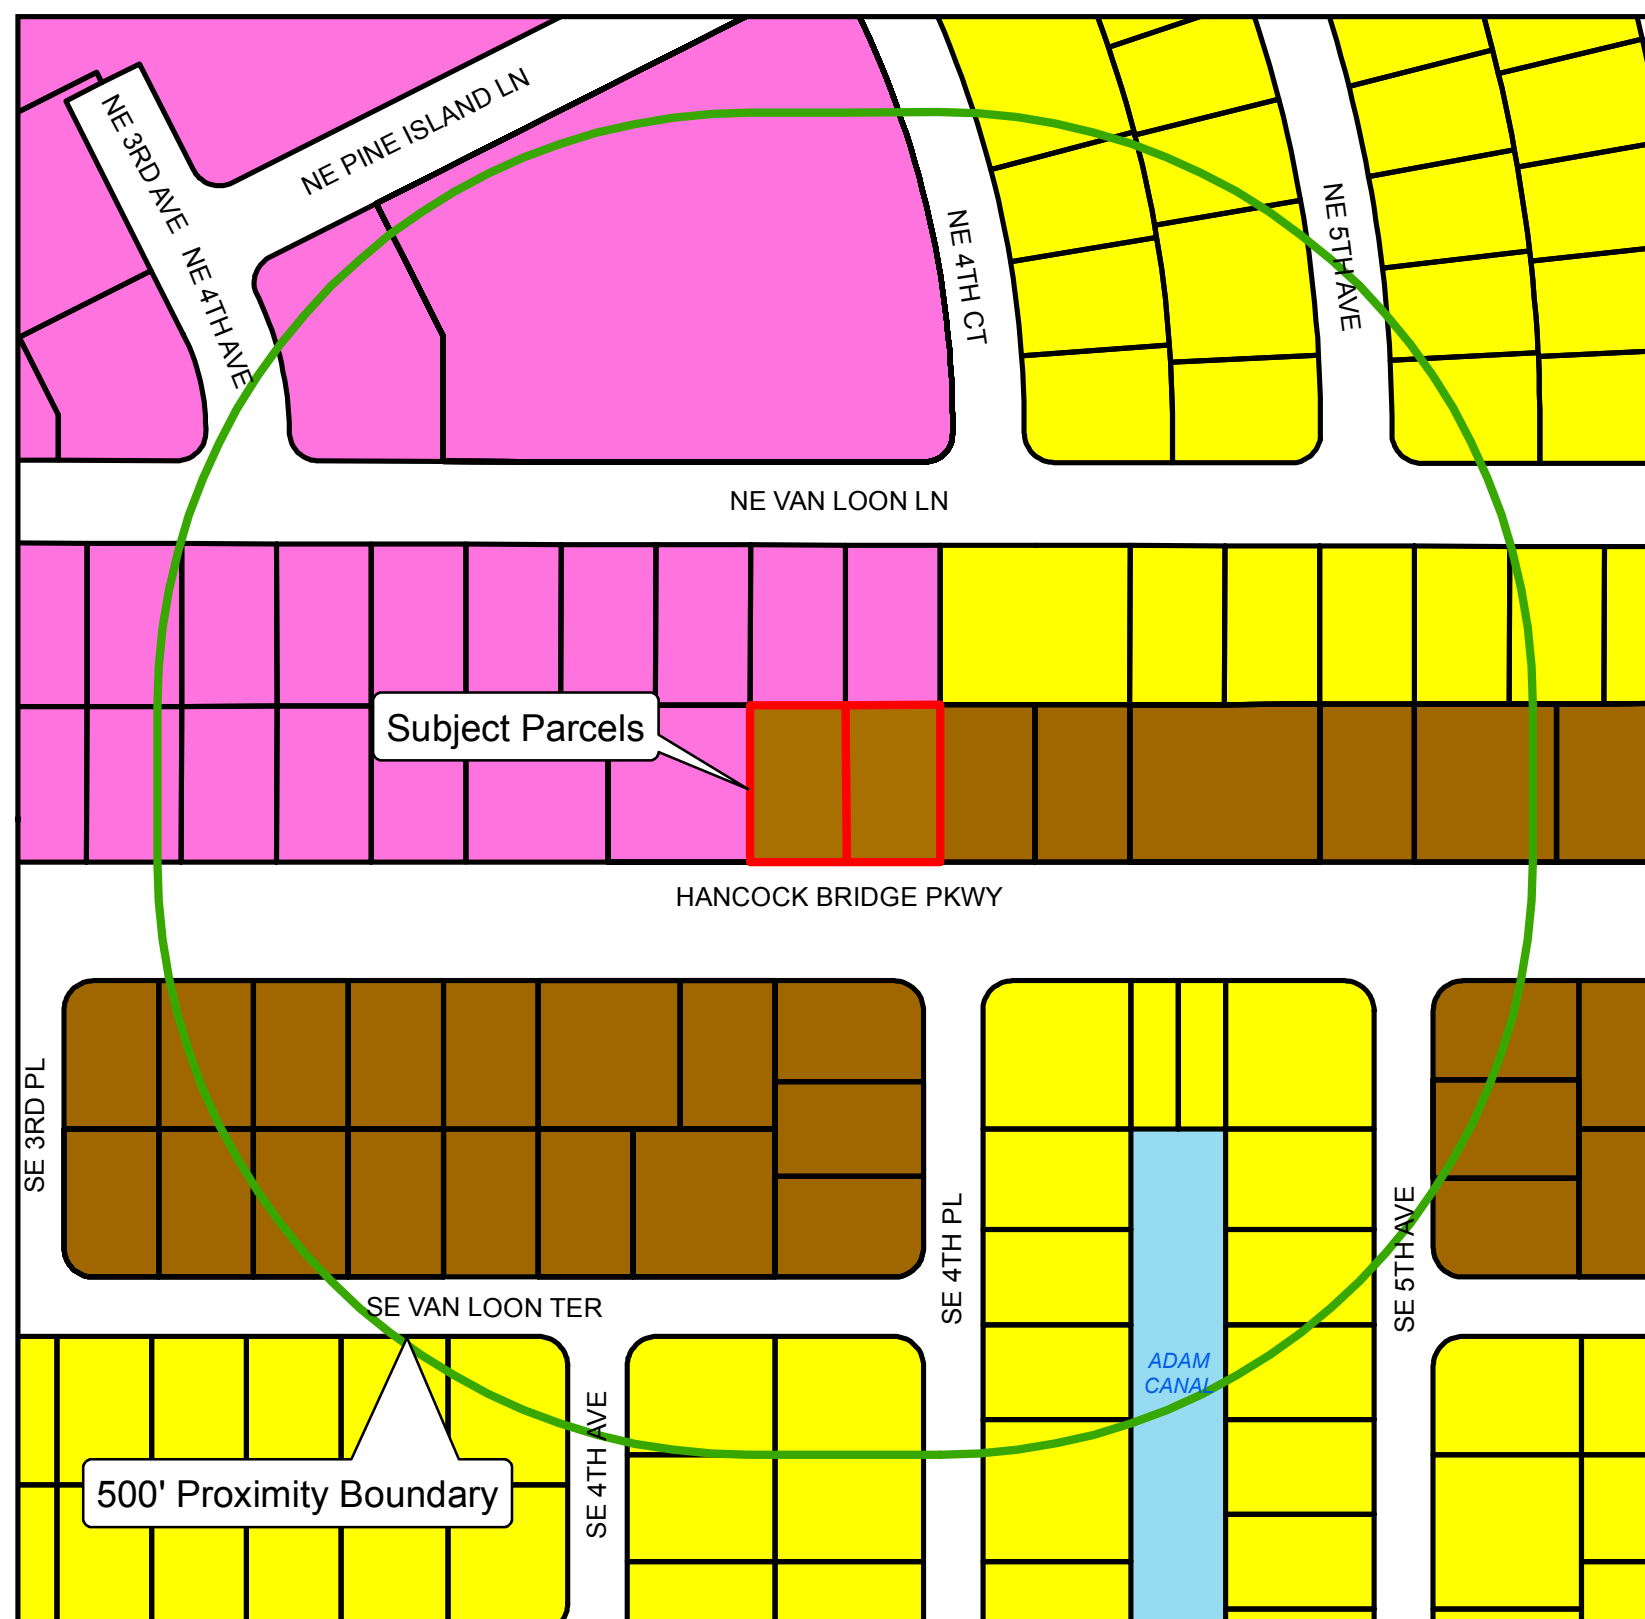 NE PINE ISLAND LN
NE 3RD AVE
NE 4TH AVE
NE 4TH CT
NE 5TH AVE
NE VAN LOON LN
Subject Parcels
HANCOCK BRIDGE PKWY
SE 3RD PL
SE 4TH PL
SE 5TH AVE
SE VAN LOON TER
ADAM
CANAL
SE 4TH AVE
500' Proximity Boundary